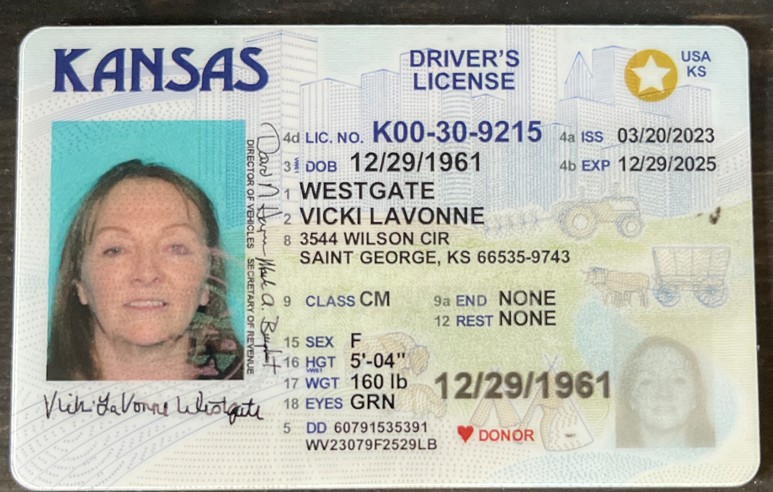 KANSAS
DRIVER'S
LICENSE
USA
KS
4d LIC. NO. K00-30-9215 4a ISS 03/20/2023
3 DOB 12/29/1961 4b EXP 12/29/2025
1 WESTGATE
2 VICKI LAVONNE
8 3544 WILSON CIR
SAINT GEORGE, KS 66535-9743
9 CLASS CM 9a END NONE
12 REST NONE
15 SEX F
16 HGT 5'-04"
17 WGT 160 lb 12/29/1961
18 EYES GRN
5 DD 60791535391
WV23079F2529LB
DONOR
DIRECTOR OF VEHICLES SECRETARY OF REVENUE
Vicki LaVonne Westgate